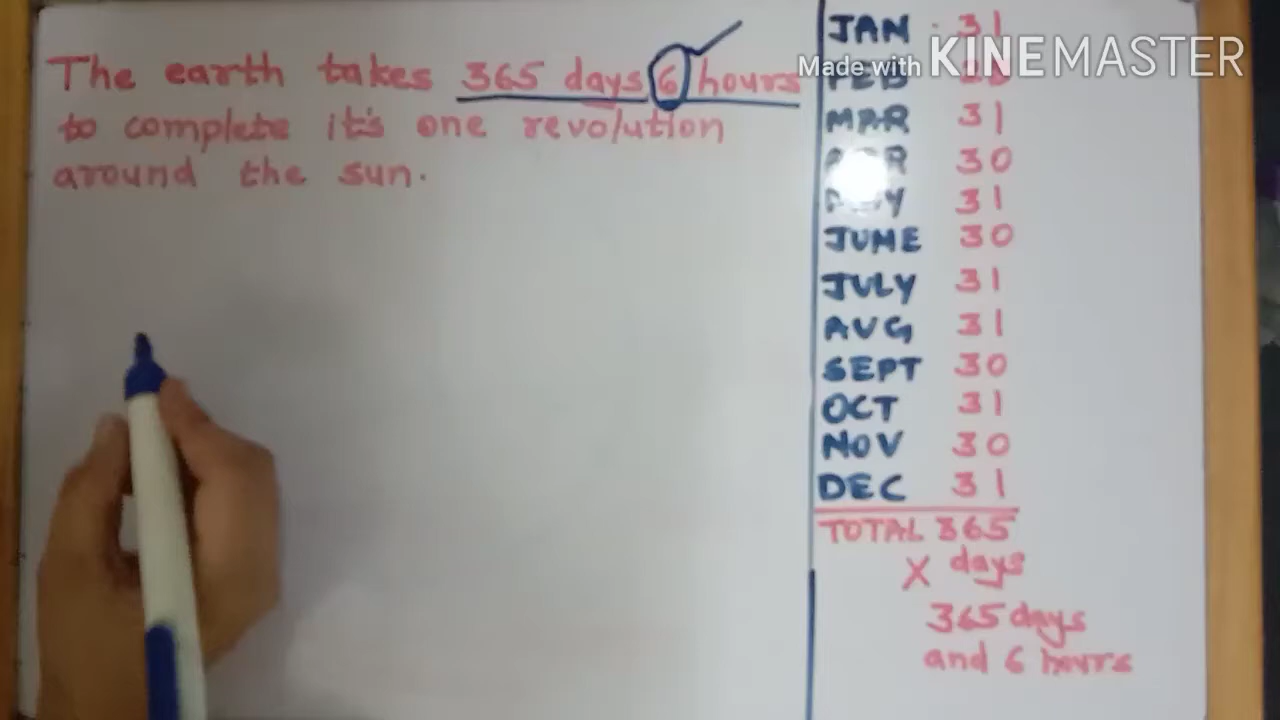 The earth takes 365 days 6 hours
to complete it's one revolution
around the sun.
JAN 31
Made with KINEMASTER
FEB
MAR 31
30
31
JUME 30
JULY 31
AUG 31
SEPT 30
OCT 31
NOV 30
DEC 31
TOTAL 365
X days
365 days
and 6 hours